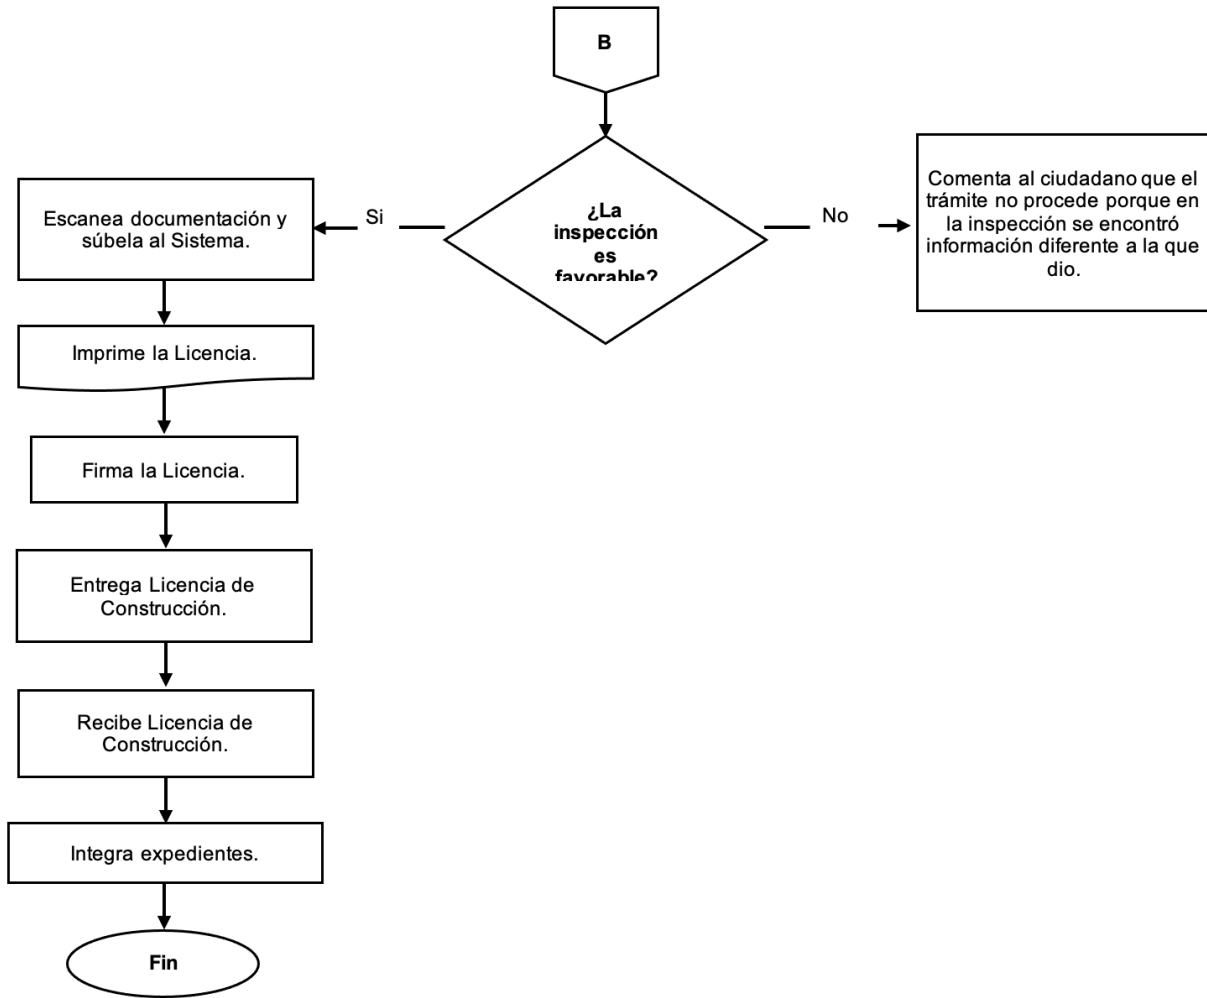 B
¿La
inspección
es
favorable?
Si
No
Comenta al ciudadano que el
trámite no procede porque en
la inspección se encontró
información diferente a la que
dio.
Escanea documentación y
súbela al Sistema.
Imprime la Licencia.
Firma la Licencia.
Entrega Licencia de
Construcción.
Recibe Licencia de
Construcción.
Integra expedientes.
Fin